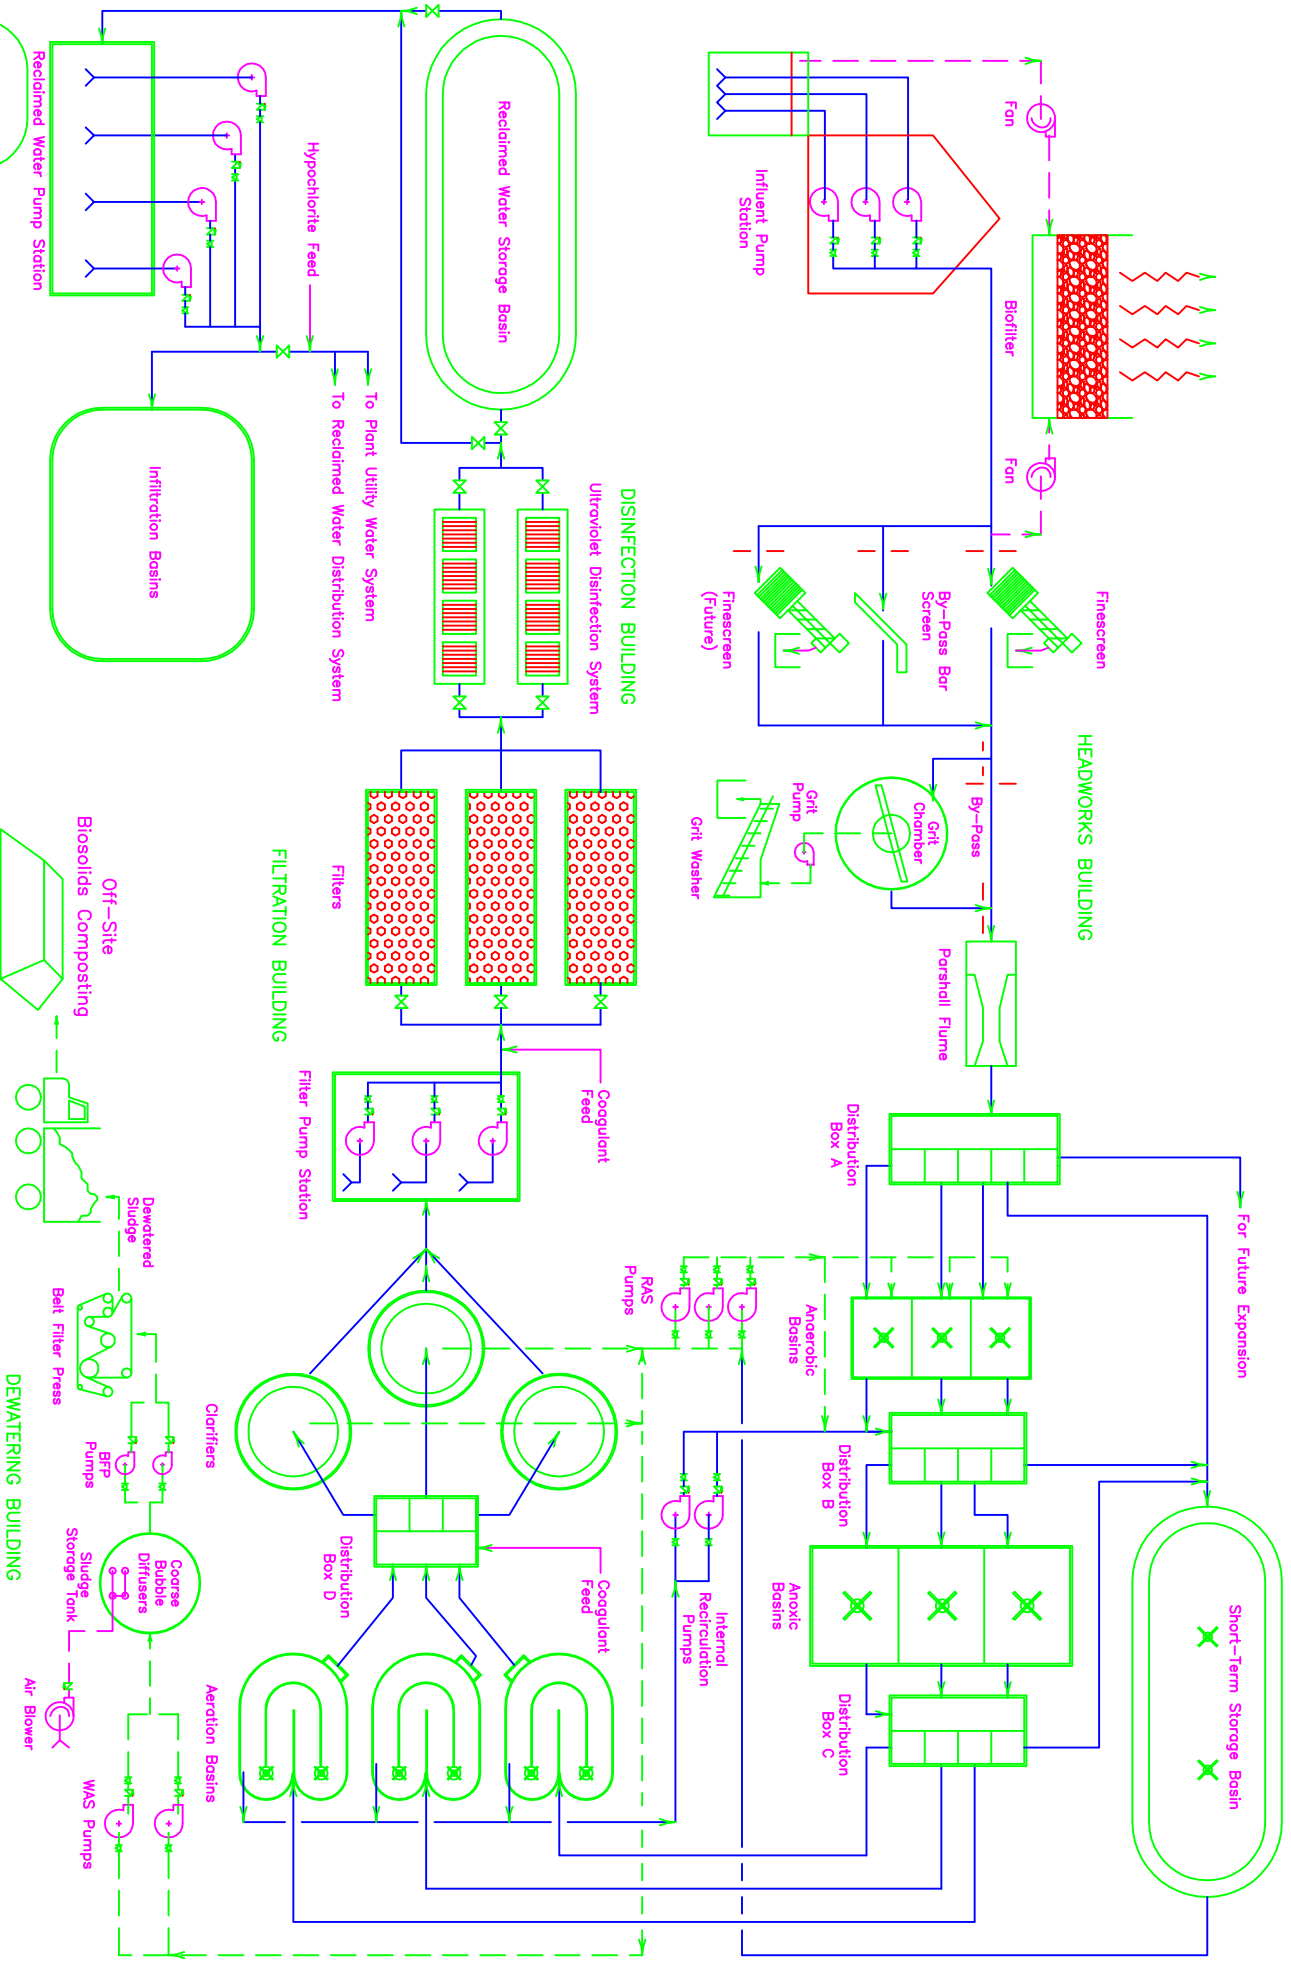 Fan
Biofilter
Fan
Influent Pump
Station
Finescreen
By-Pass Bar
Screen
Finescreen
(Future)
HEADWORKS BUILDING
By-Pass
Grit
Chamber
Grit
Pump
Grit Washer
Parshall Flume
Distribution
Box A
For Future Expansion
Anaerobic
Basins
Distribution
Box B
Anoxic
Basins
Distribution
Box C
Short-Term Storage Basin
RAS
Pumps
Internal
Recirculation
Pumps
Reclaimed Water Storage Basin
DISINFECTION BUILDING
Ultraviolet Disinfection System
Filters
FILTRATION BUILDING
Coagulant
Feed
Filter Pump Station
Clarifiers
Coagulant
Feed
Distribution
Box D
Aeration Basins
Reclaimed Water Pump Station
Hypochlorite Feed
To Plant Utility Water System
To Reclaimed Water Distribution System
Infiltration Basins
Off-Site
Biosolids Composting
Dewatered
Sludge
Belt Filter Press
BFP
Pumps
DEWATERING BUILDING
Coarse
Bubble
Diffusers
Sludge
Storage Tank
Air Blower
WAS Pumps